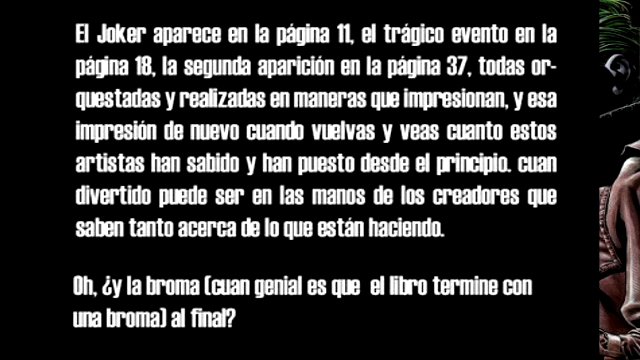 El Joker aparece en la página 11, el trágico evento en la
página 18, la segunda aparición en la página 37, todas or-
questadas y realizadas en maneras que impresionan, y esa
impresión de nuevo cuando vuelvas y veas cuanto estos
artistas han sabido y han puesto desde el principio. cuan
divertido puede ser en las manos de los creadores que
saben tanto acerca de lo que están haciendo.
Oh, ¿y la broma (cuan genial es que el libro termine con
una broma) al final?